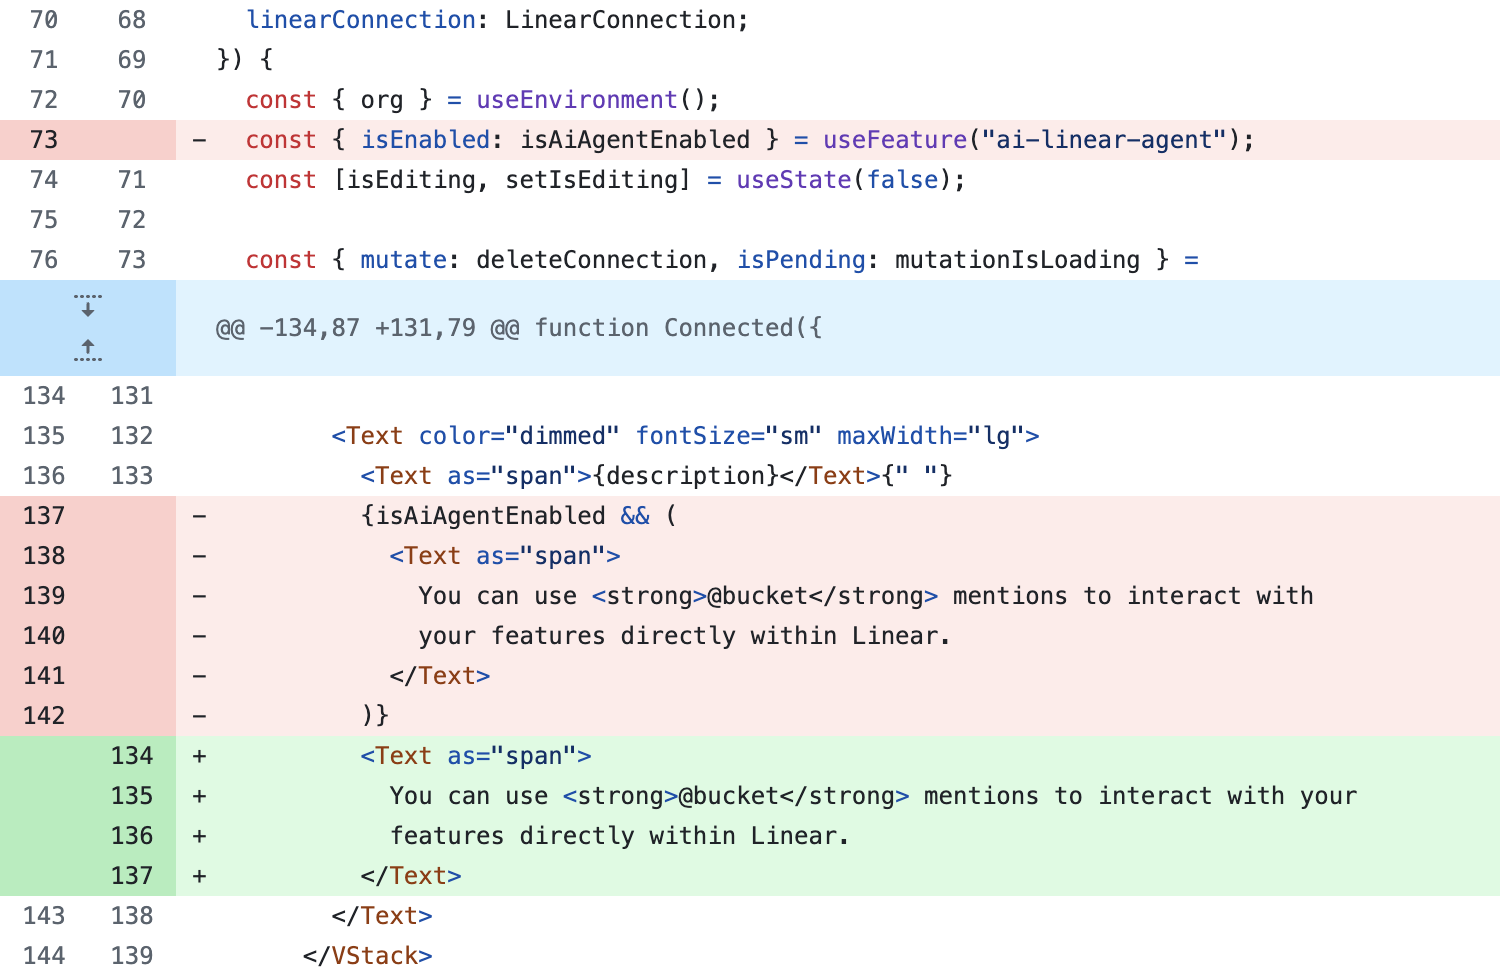 70 68 linearConnection: LinearConnection;
71 69 }) {
72 70 const { org } = useEnvironment();
73 - const { isEnabled: isAiAgentEnabled } = useFeature("ai-linear-agent");
74 71 const [isEditing, setIsEditing] = useState(false);
75 72
76 73 const { mutate: deleteConnection, isPending: mutationIsLoading } =
@@ -134,87 +131,79 @@ function Connected({
134 131
135 132 <Text color="dimmed" fontSize="sm" maxWidth="lg">
136 133 <Text as="span">{description}</Text>{" "}
137 - {isAiAgentEnabled && (
138 - <Text as="span">
139 - You can use <strong>@bucket</strong> mentions to interact with
140 - your features directly within Linear.
141 - </Text>
142 - )}
134 + <Text as="span">
135 + You can use <strong>@bucket</strong> mentions to interact with your
136 + features directly within Linear.
137 + </Text>
143 138 </Text>
144 139 </VStack>